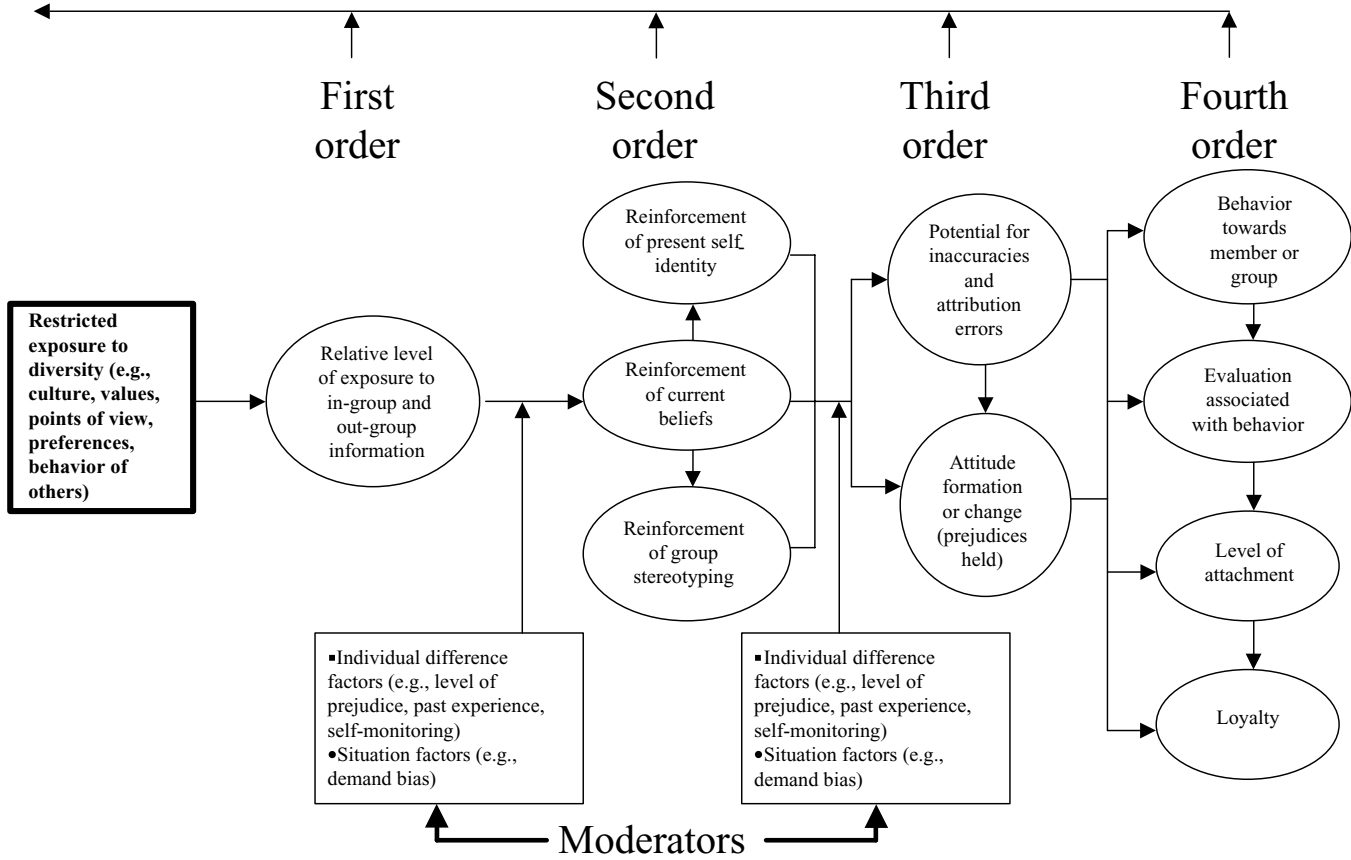 First
order
Second
order
Third
order
Fourth
order
Restricted
exposure to
diversity (e.g.,
culture, values,
points of view,
preferences,
behavior of
others)
Relative level
of exposure to
in-group and
out-group
information
Reinforcement
of present self-
identity
Reinforcement
of current
beliefs
Reinforcement
of group
stereotyping
Potential for
inaccuracies
and
attribution
errors
Attitude
formation
or change
(prejudices
held)
Behavior
towards
member or
group
Evaluation
associated
with behavior
Level of
attachment
Loyalty
▪Individual difference
factors (e.g., level of
prejudice, past experience,
self-monitoring)
•Situation factors (e.g.,
demand bias)
▪Individual difference
factors (e.g., level of
prejudice, past experience,
self-monitoring)
•Situation factors (e.g.,
demand bias)
Moderators